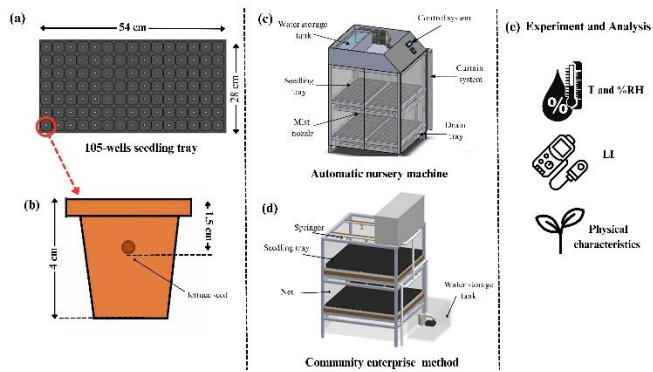 (a)
54 cm
28 cm
105-wells seedling tray
(b)
4 cm
1.5 cm
lettuce seed
(c)
Water storage
tank
Control system
Seedling
tray
Curtain
system
Mist
nozzle
Drain
tray
Automatic nursery machine
(d)
Springer
Seedling tray
Net
Water storage
tank
Community enterprise method
(e) Experiment and Analysis
%
T and %RH
LI
Physical
characteristics